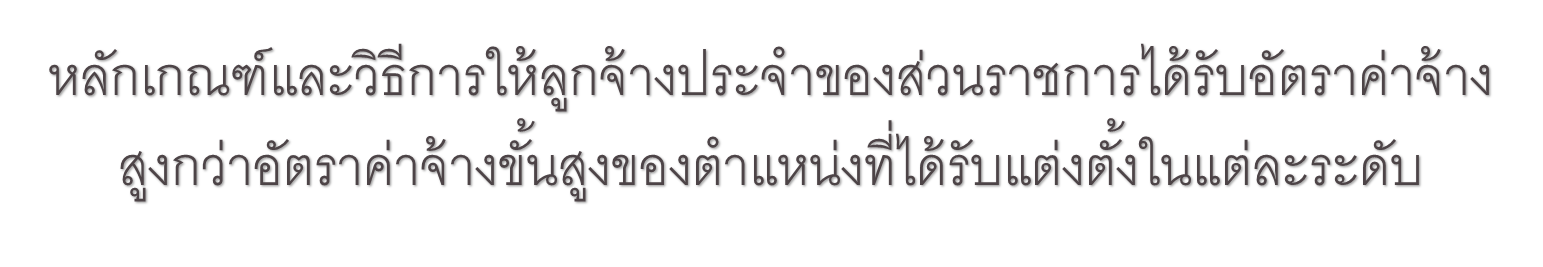 หลักเกณฑ์และวิธีการให้ลูกจ้างประจำของส่วนราชการได้รับอัตราค่าจ้าง
สูงกว่าอัตราค่าจ้างขั้นสูงของตำแหน่งที่ได้รับแต่งตั้งในแต่ละระดับ